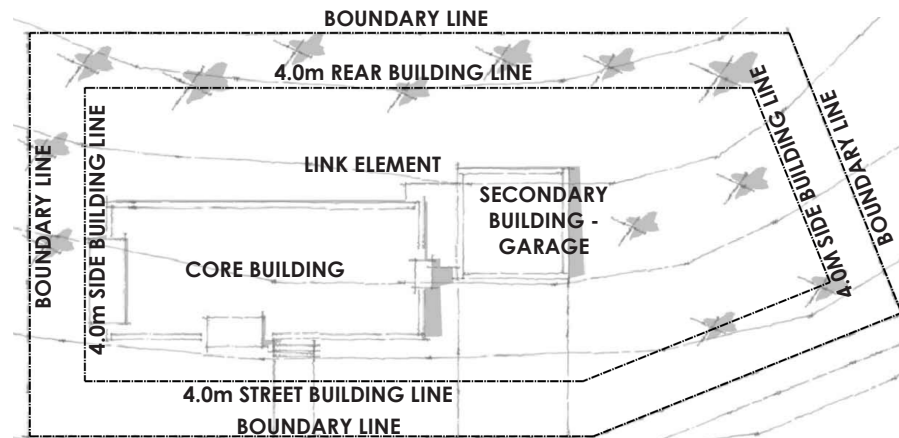 BOUNDARY LINE
4.0m REAR BUILDING LINE
BOUNDARY LINE
4.0m SIDE BUILDING LINE
LINK ELEMENT
SECONDARY
BUILDING -
GARAGE
CORE BUILDING
4.0M SIDE BUILDING LINE
BOUNDARY LINE
4.0m STREET BUILDING LINE
BOUNDARY LINE